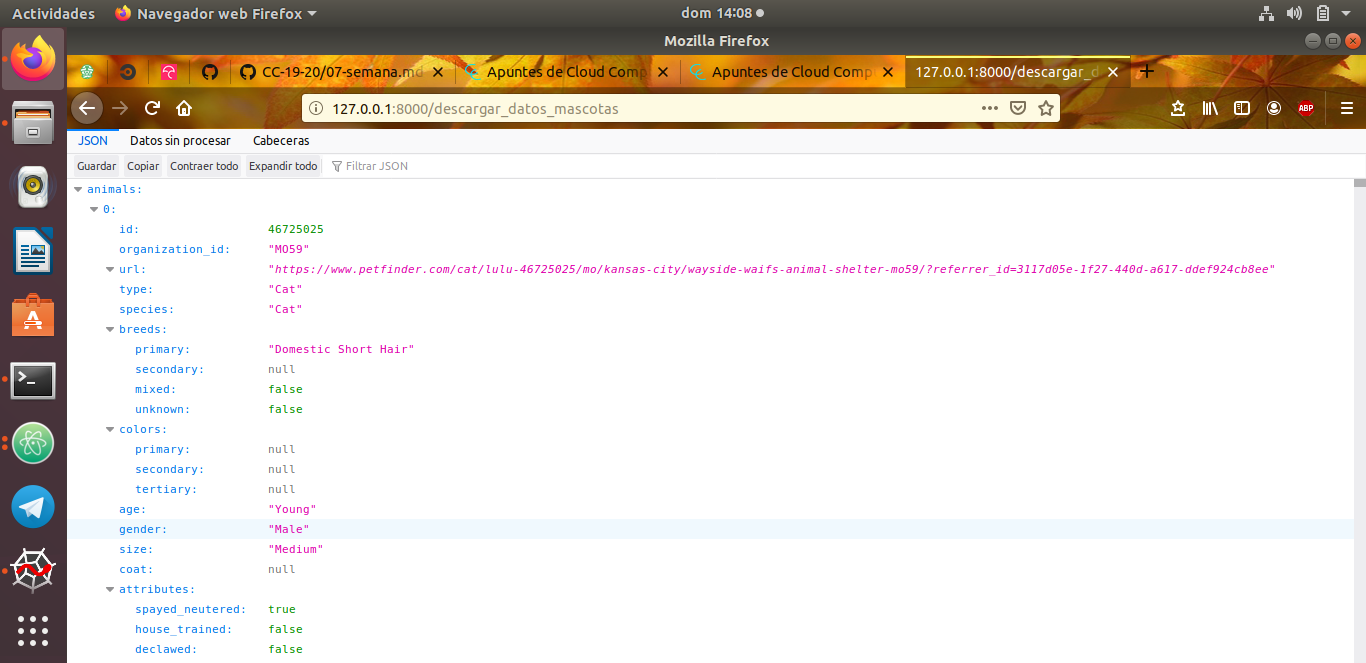 Actividades Navegador web Firefox dom 14:08
Mozilla Firefox
CC-19-20/07-semana.md Apuntes de Cloud Comp Apuntes de Cloud Comp 127.0.0.1:8000/descargar_d
127.0.0.1:8000/descargar_datos_mascotas ABP
JSON Datos sin procesar Cabeceras
Guardar Copiar Contraer todo Expandir todo Filtrar JSON
animals:
0:
id: 46725025
organization_id: "MO59"
url: "https://www.petfinder.com/cat/lulu-46725025/mo/kansas-city/wayside-waifs-animal-shelter-mo59/?referrer_id=3117d05e-1f27-440d-a617-ddef924cb8ee"
type: "Cat"
species: "Cat"
breeds:
primary: "Domestic Short Hair"
secondary: null
mixed: false
unknown: false
colors:
primary: null
secondary: null
tertiary: null
age: "Young"
gender: "Male"
size: "Medium"
coat: null
attributes:
spayed_neutered: true
house_trained: false
declawed: false